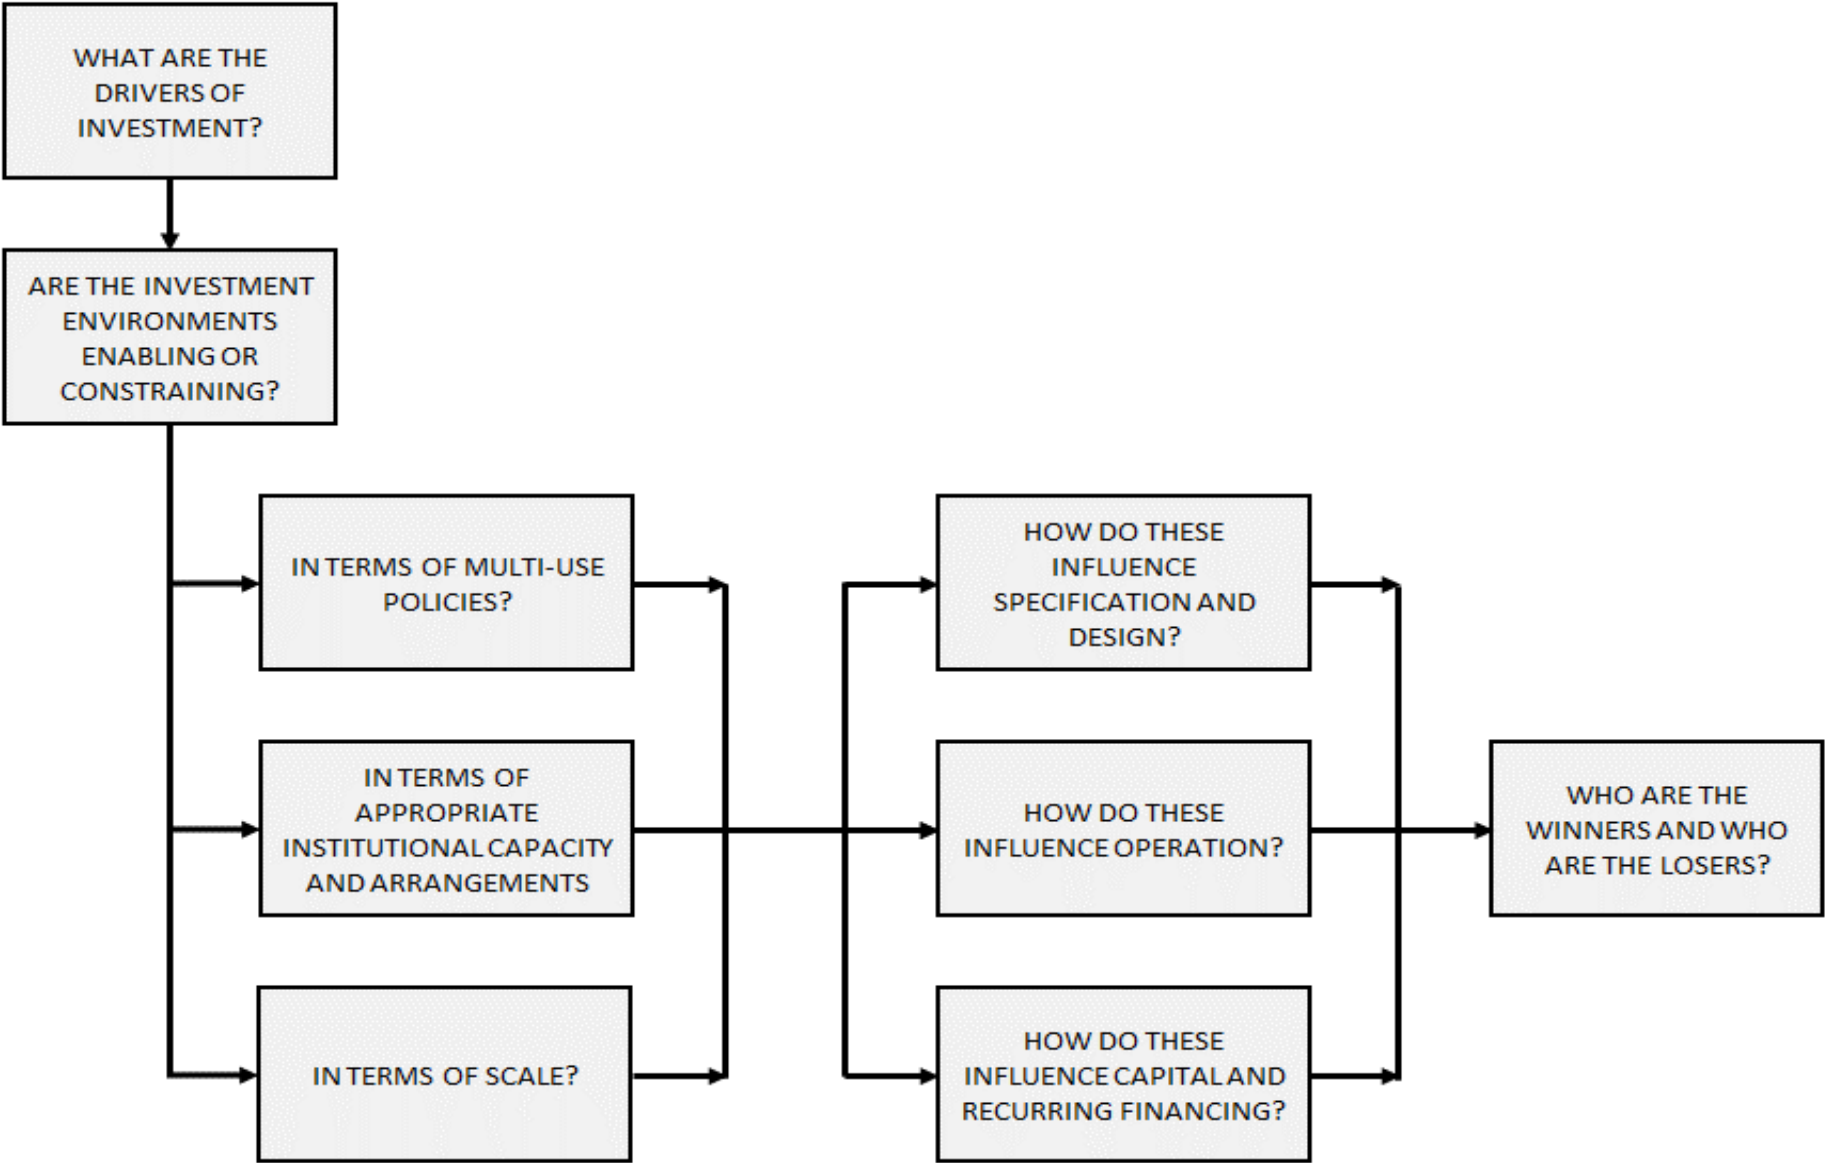 WHAT ARE THE
DRIVERS OF
INVESTMENT?
ARE THE INVESTMENT
ENVIRONMENTS
ENABLING OR
CONSTRAINING?
IN TERMS OF MULTI-USE
POLICIES?
IN TERMS OF
APPROPRIATE
INSTITUTIONAL CAPACITY
AND ARRANGEMENTS
IN TERMS OF SCALE?
HOW DO THESE
INFLUENCE
SPECIFICATION AND
DESIGN?
HOW DO THESE
INFLUENCE OPERATION?
HOW DO THESE
INFLUENCE CAPITAL AND
RECURRING FINANCING?
WHO ARE THE
WINNERS AND WHO
ARE THE LOSERS?